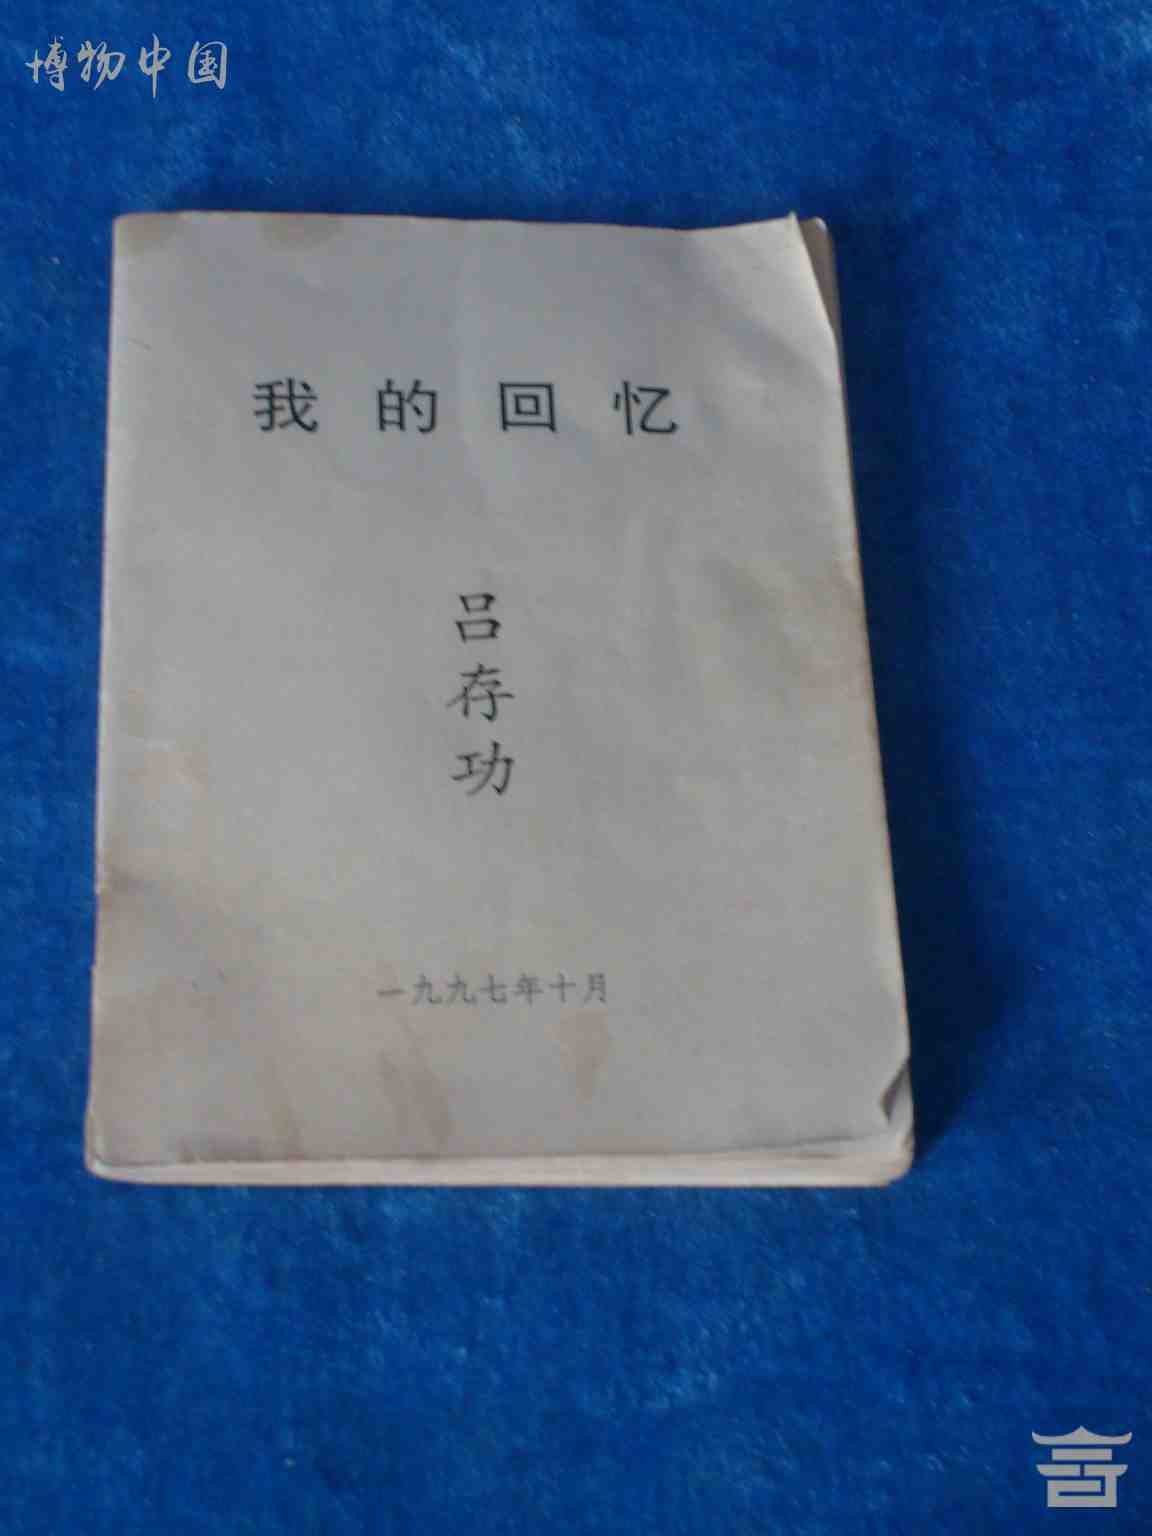 博物中国
我的回忆
吕存功
一九九七年十月